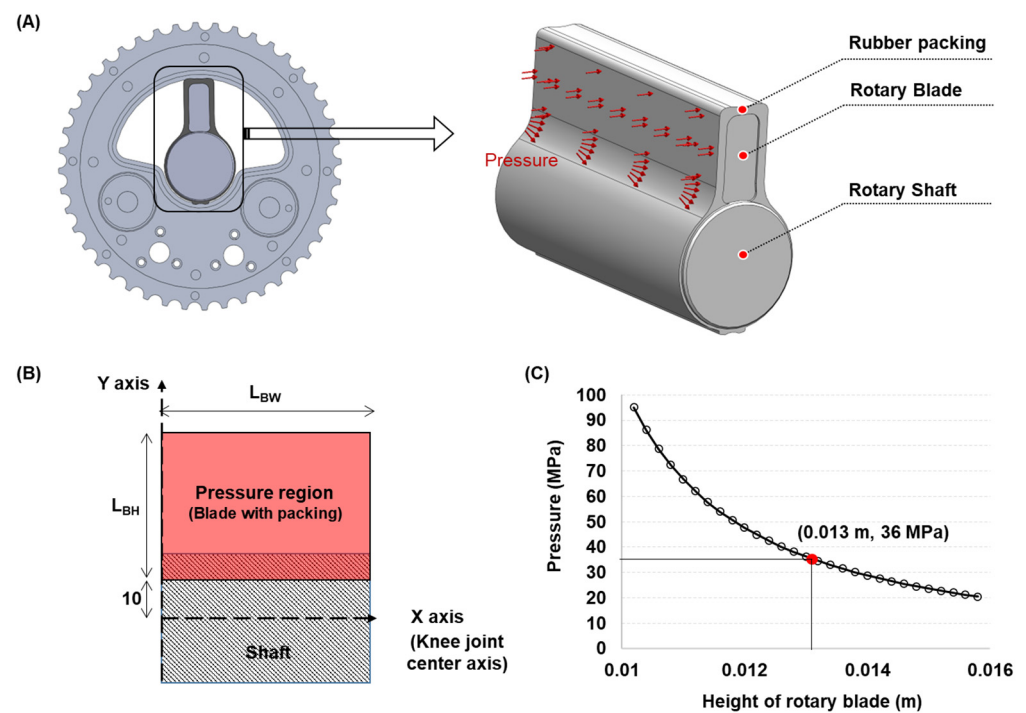 (A)
Rubber packing
Rotary Blade
Pressure
Rotary Shaft
(B)
Y axis
LBW
LBH
Pressure region
(Blade with packing)
10
X axis
(Knee joint
center axis)
Shaft
(C)
Pressure (MPa)
100
90
80
70
60
50
40
30
20
10
0
(0.013 m, 36 MPa)
0.01
0.012
0.014
0.016
Height of rotary blade (m)